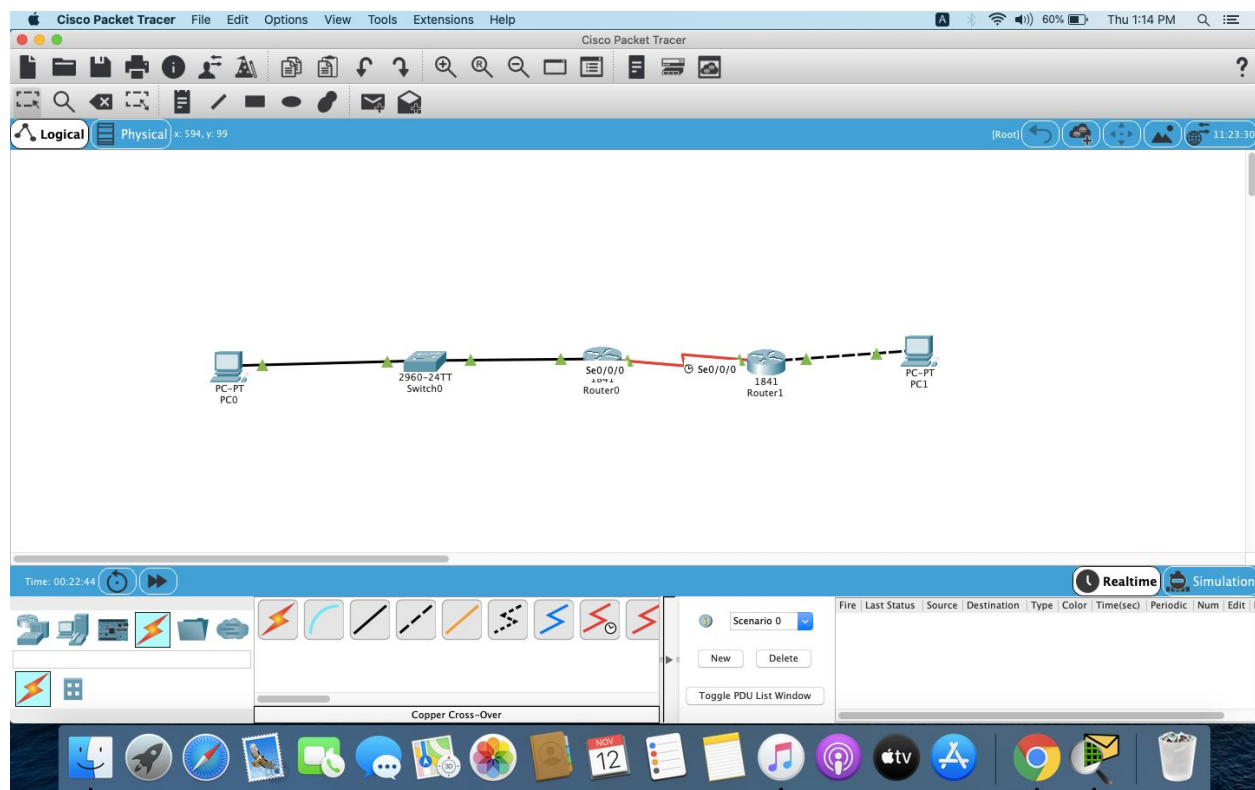 Cisco Packet Tracer File Edit Options View Tools Extensions Help
A 60% Thu 1:14 PM
Cisco Packet Tracer
?
Logical Physical x: 594, y: 99 [Root] 11:23:30
PC-PT
PC0
2960-24TT
Switch0
Se0/0/0
1841
Router0
Se0/0/0
1841
Router1
PC-PT
PC1
Time: 00:22:44 Realtime Simulation
Scenario 0
New Delete
Toggle PDU List Window
Fire Last Status Source Destination Type Color Time(sec) Periodic Num Edit
Copper Cross-Over
NOV
12
tv